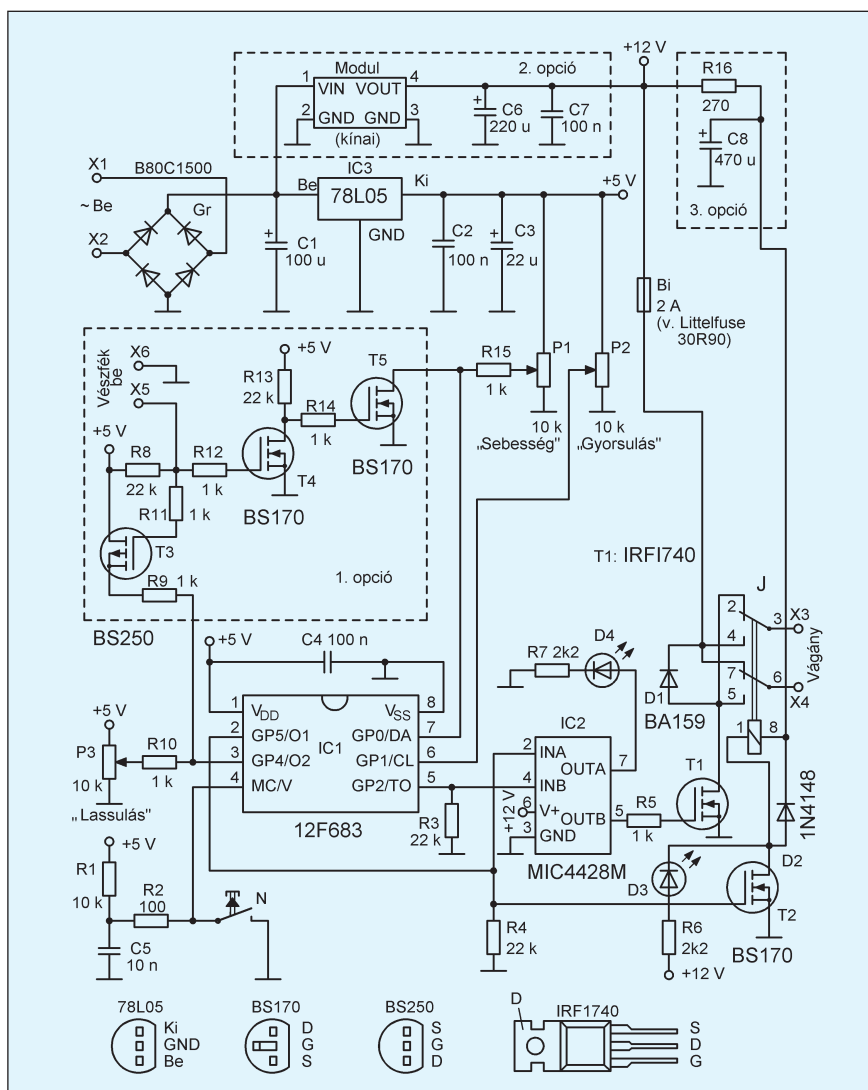 +12 V
Modul
2. opció
R16
1
4
VIN VOUT
2
3
GND GND
(kínai)
C6
220 u
C7
100 n
270
C8
470 u
3. opció
X1
B80C1500
~ Be
X2
Gr
IC3
Be
78L05
Ki
+5 V
GND
C1
100 u
C2
100 n
C3
22 u
Bi
2 A
(v. Littelfuse
30R90)
Vészfék
be
X6
X5
+5 V
+5 V
R13
22 k
R14
1 k
T5
BS170
R15
1 k
P1
P2
10 k
10 k
„Sebesség”
„Gyorsulás”
R8
22 k
R12
1 k
R11
1 k
T4
BS170
T3
R9
1 k
1. opció
BS250
T1: IRFI740
J
2
3
X3
4
7
6
5
X4
Vágány
D1
BA159
1
8
+5 V
C4 100 n
R7 2k2
D4
1
VDD
VSS
8
2
GP5/O1
GP0/DA
7
IC1
3
GP4/O2
GP1/CL
6
4
MC/V
GP2/TO
5
12F683
+5 V
P3
10 k
R10
1 k
„Lassulás”
R3
22 k
IC2
2
INA
OUTA
7
4
INB
6
V+
OUTB
5
3
GND
+12 V
MIC4428M
R5
1 k
T1
1N4148
+5 V
R1
10 k
R2
100
N
C5
10 n
R4
22 k
D3
R6
2k2
+12 V
D2
T2
BS170
78L05
Ki
GND
Be
BS170
D
G
S
BS250
S
G
D
D
IRF1740
S
D
G